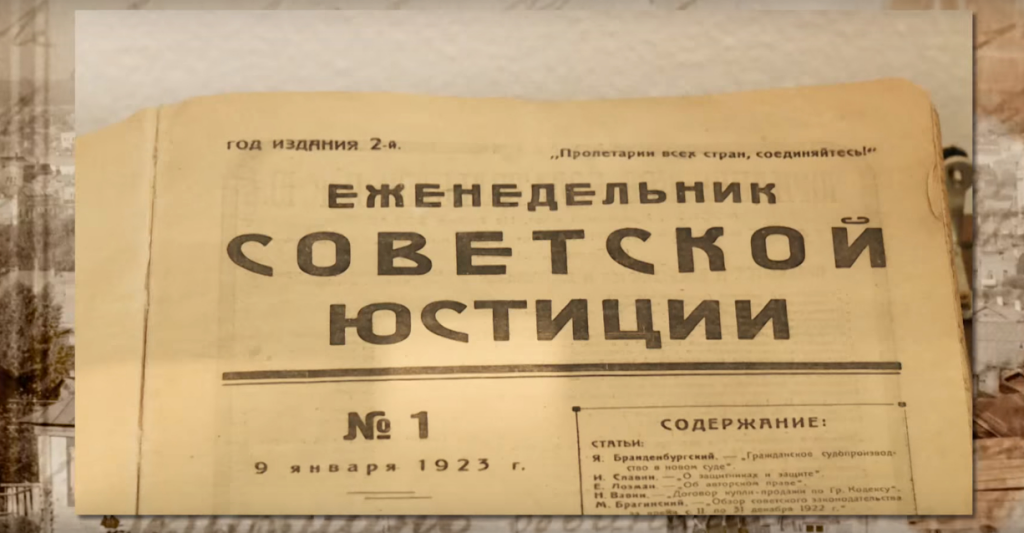 ГОД ИЗДАНИЯ 2-й.
„Пролетарии всех стран, соединяйтесь!“
ЕЖЕНЕДЕЛЬНИК
СОВЕТСКОЙ
ЮСТИЦИИ
№ 1
9 января 1923 г.
СОДЕРЖАНИЕ:
СТАТЬИ:
Я. Бранденбургский. — „Гражданское судопроизвод-
ство в новом суде“
И. Славин. — „О защитниках и защите“.
Е. Лозман. — „Об авторском праве“.
Н. Вавин. — „Договор купли-продажи по Гр. Кодексу“.
М. Брагинский. — „Обзор советского законодательства
31 декабря 1922 г.“